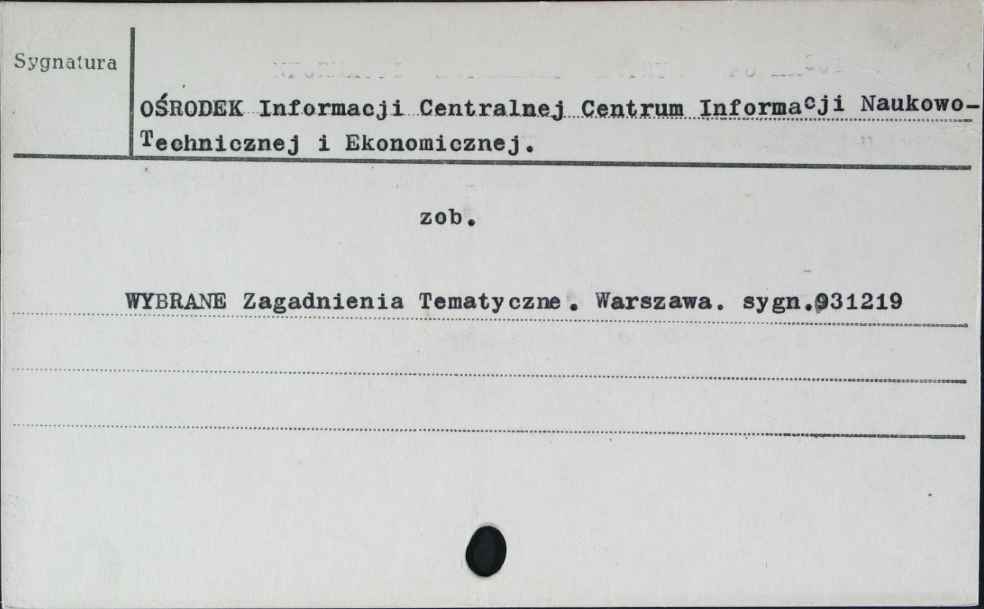 Sygnatura
OŚRODEK Informacji Centralnej Centrum Informacji Naukowo-
Technicznej i Ekonomicznej.
zob.
WYBRANE Zagadnienia Tematyczne. Warszawa. sygn.931219